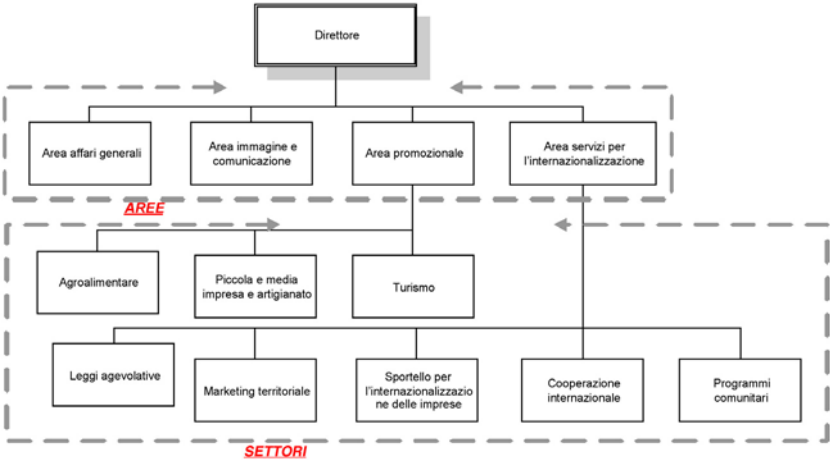 Direttore
Area affari generali
Area immagine e
comunicazione
Area promozionale
Area servizi per
l'internazionalizzazione
AREE
Agroalimentare
Piccola e media
impresa e artigianato
Turismo
Leggi agevolative
Marketing territoriale
Sportello per
l'internazionalizzazio
ne delle imprese
Cooperazione
internazionale
Programmi
comunitari
SETTORI